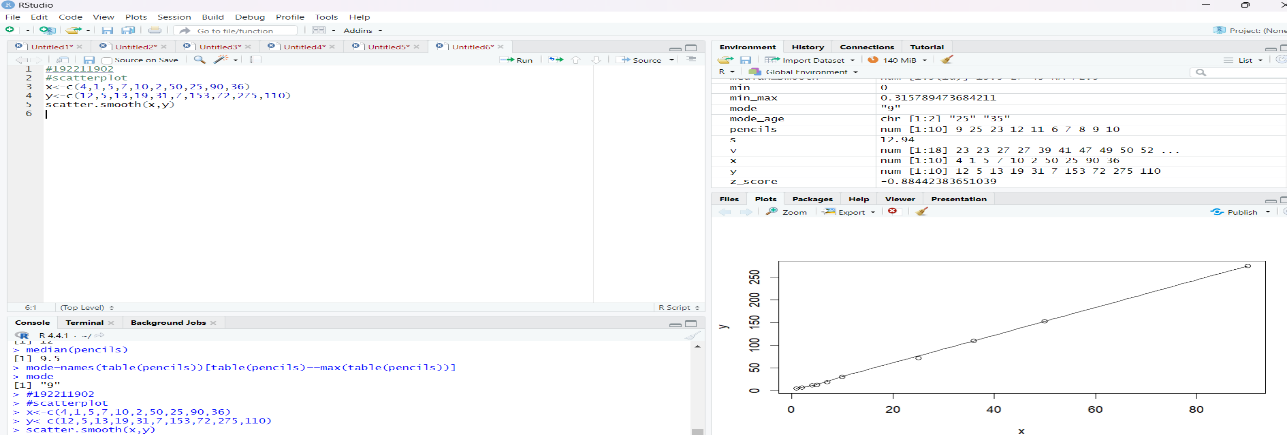 RStudio
File Edit Code View Plots Session Build Debug Profile Tools Help
Go to file/function Addins Project: (None
Untitled1* Untitled2* Untitled3* Untitled4* Untitled5* Untitled6*
Source on Save Run Source
1 #192211902
2 #scatterplot
3 x<-c(4,1,5,7,10,2,50,25,90,36)
4 y<-c(12,5,13,19,31,7,153,72,275,110)
5 scatter.smooth(x,y)
6
6:1 (Top Level) R Script
Console Terminal Background Jobs
R 4.4.1 · ~/
[1] 12
> median(pencils)
[1] 9.5
> mode=names(table(pencils))[table(pencils)==max(table(pencils))]
> mode
[1] "9"
> #192211902
> #scatterplot
> x<-c(4,1,5,7,10,2,50,25,90,36)
> y<-c(12,5,13,19,31,7,153,72,275,110)
> scatter.smooth(x,y)
Environment History Connections Tutorial
Import Dataset 140 MiB List
R Global Environment
min 0
min_max 0.315789473684211
mode "9"
mode_age chr [1:2] "25" "35"
pencils num [1:10] 9 25 23 12 11 6 7 8 9 10
s 12.94
v num [1:18] 23 23 27 27 39 41 47 49 50 52 ...
x num [1:10] 4 1 5 7 10 2 50 25 90 36
y num [1:10] 12 5 13 19 31 7 153 72 275 110
z_score -0.88442383651039
Files Plots Packages Help Viewer Presentation
Zoom Export Publish
250
200
150
100
50
0
y
0 20 40 60 80
x